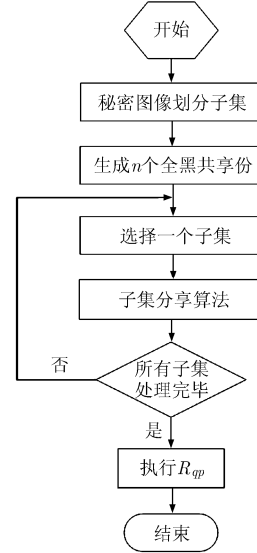 开始
秘密图像划分子集
生成n个全黑共享份
选择一个子集
子集分享算法
否
所有子集
处理完毕
是
执行Rqp
结束